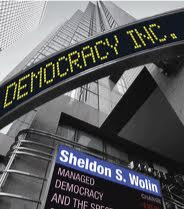 DEMOCRACY INC.
Sheldon S. Wolin
MANAGED
DEMOCRACY
AND THE